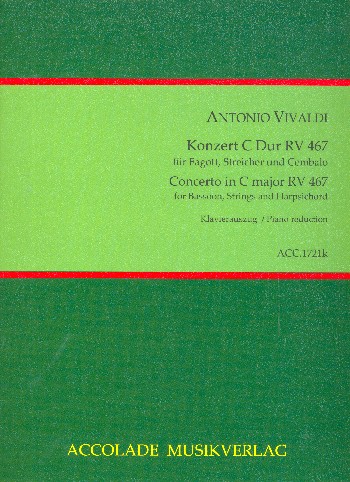 ANTONIO VIVALDI
Konzert C Dur RV 467
für Fagott, Streicher und Cembalo
Concerto in C major RV 467
for Bassoon, Strings and Harpsichord
Klavierauszug / Piano reduction
ACC.1721k
ACCOLADE MUSIKVERLAG